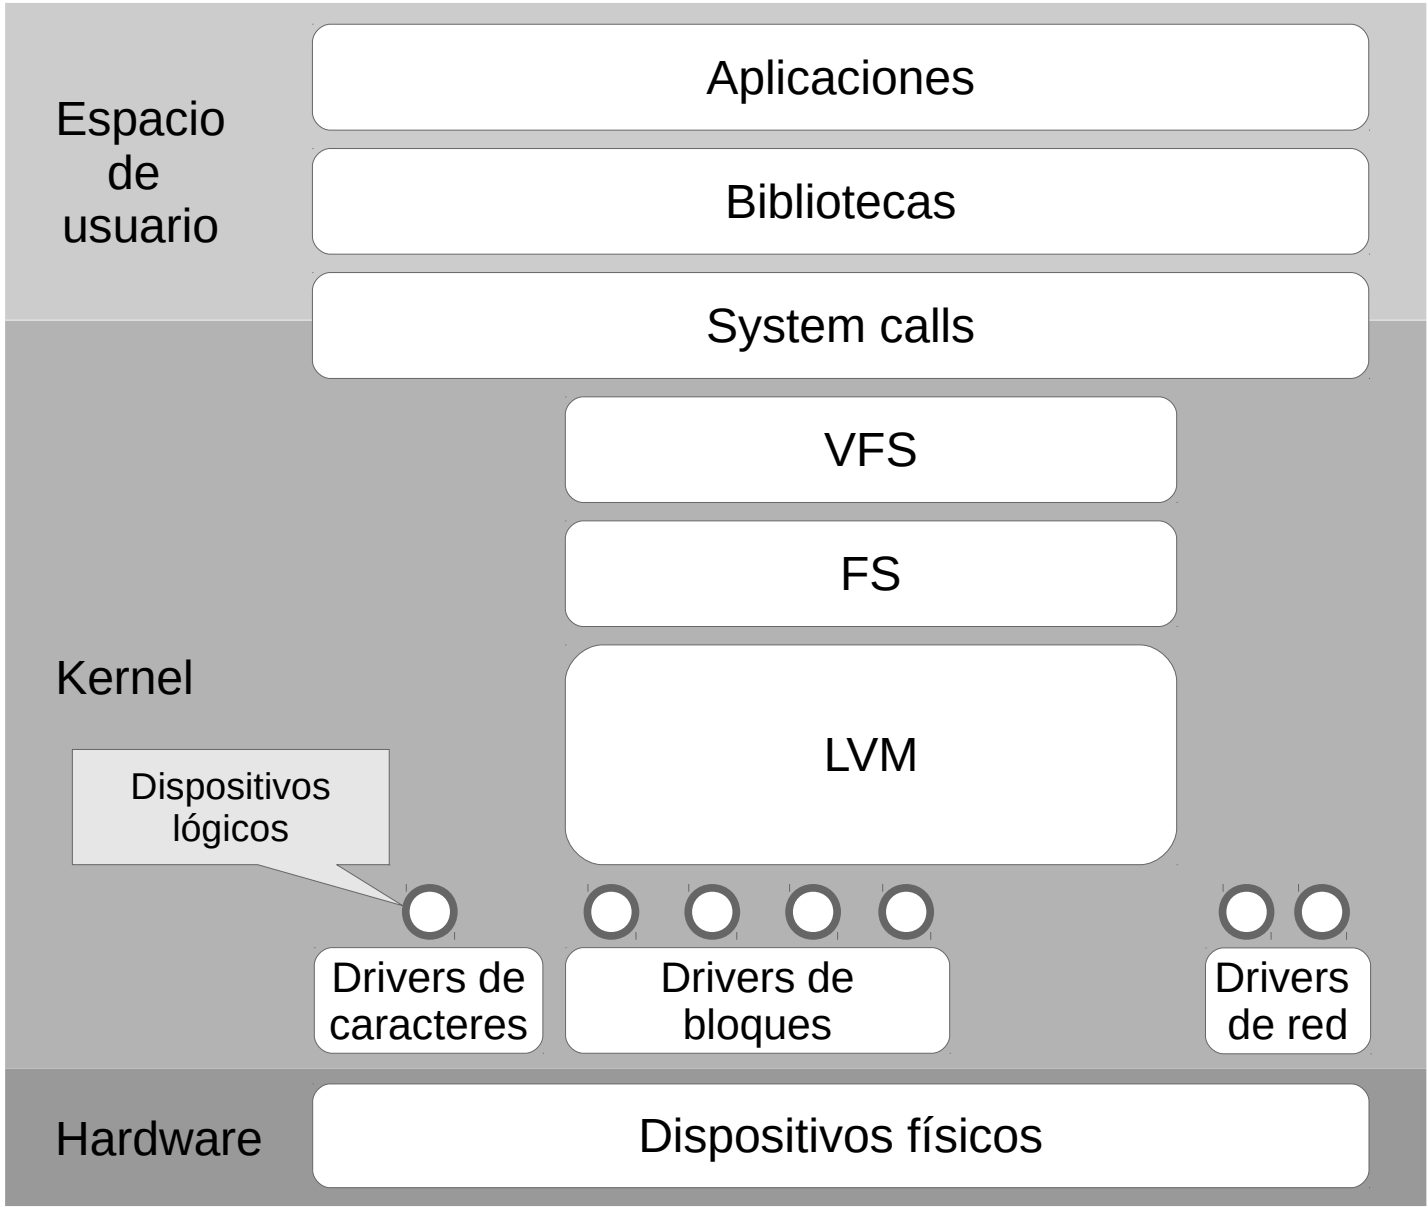 Aplicaciones
Espacio
de
usuario
Bibliotecas
System calls
VFS
FS
Kernel
LVM
Dispositivos
lógicos
Drivers de
caracteres
Drivers de
bloques
Drivers
de red
Hardware
Dispositivos físicos